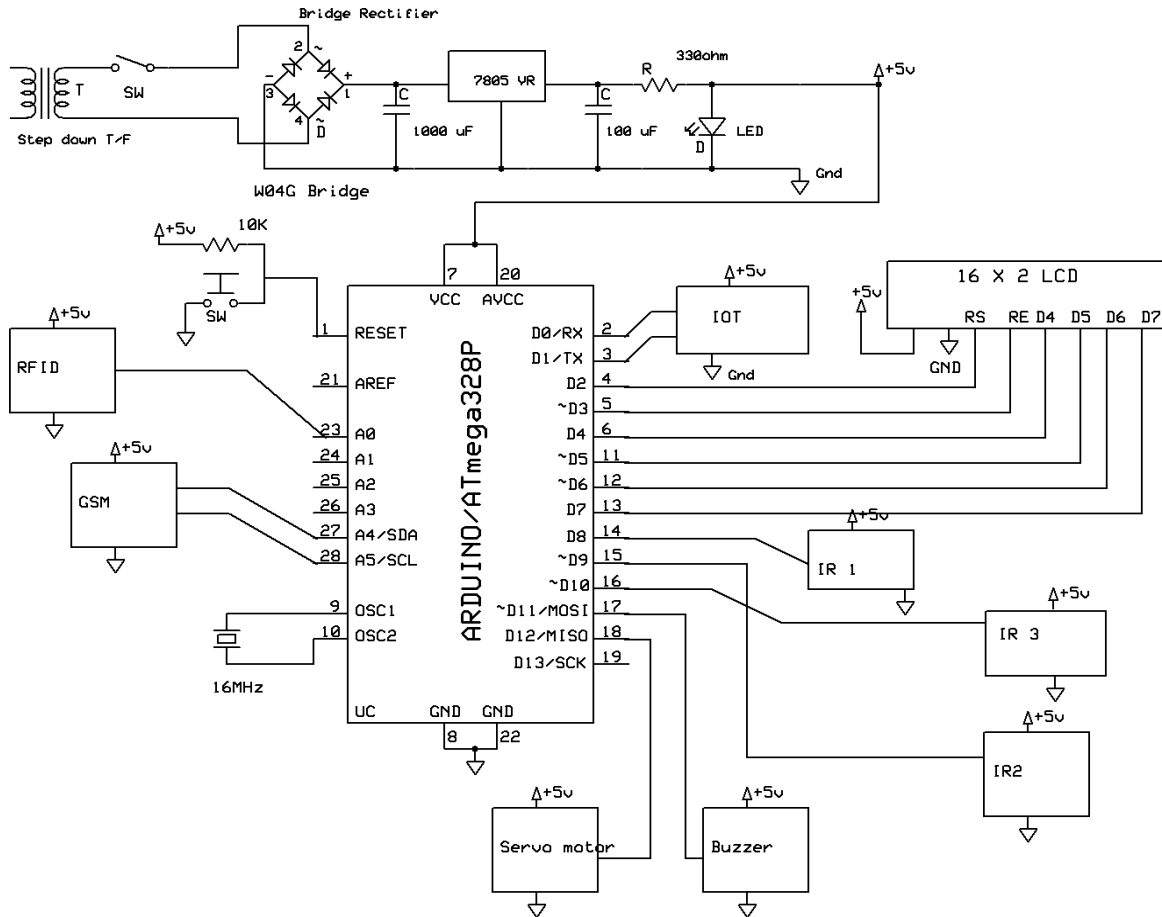 Bridge Rectifier
2 ~
- +
3 1
4 ~
D
T
SW
Step down T/F
W04G Bridge
C
1000 uF
7805 VR
C
100 uF
R
330ohm
LED
D
+5v
Gnd
10K
+5v
SW
7 20
VCC AVCC
1 RESET
21 AREF
23 A0
24 A1
25 A2
26 A3
27 A4/SDA
28 A5/SCL
9 OSC1
10 OSC2
16MHz
ARDUINO/ATmega328P
D0/RX 2
D1/TX 3
D2 4
~D3 5
D4 6
~D5 11
~D6 12
D7 13
D8 14
~D9 15
~D10 16
~D11/MOSI 17
D12/MISO 18
D13/SCK 19
UC
GND GND
8 22
+5v
RFID
+5v
GSM
+5v
IOT
Gnd
16 X 2 LCD
+5v
RS RE D4 D5 D6 D7
GND
+5v
IR 1
+5v
IR 3
+5v
IR2
+5v
Servo motor
+5v
Buzzer